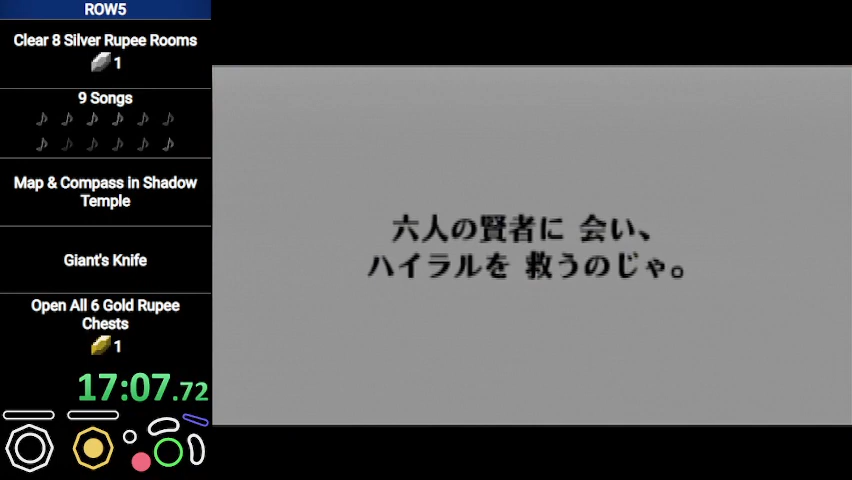 ROW5
Clear 8 Silver Rupee Rooms
1
9 Songs
Map & Compass in Shadow
Temple
Giant's Knife
Open All 6 Gold Rupee
Chests
1
17:07.72
六人の賢者に 会い、
ハイラルを 救うのじゃ。